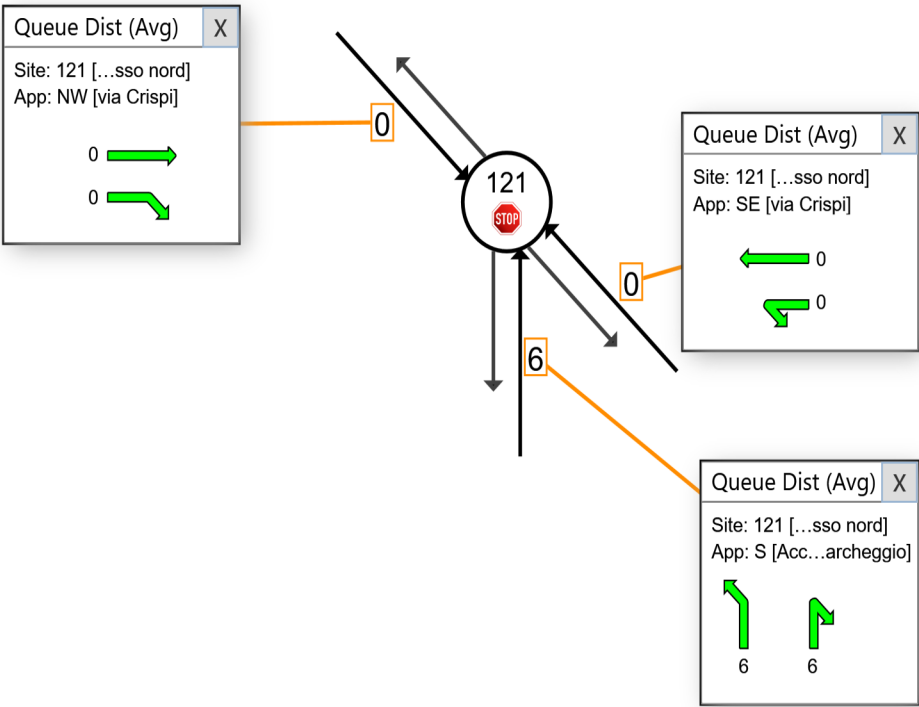 Queue Dist (Avg) X
Site: 121 [...sso nord]
App: NW [via Crispi]
0
0
0
121
STOP
Queue Dist (Avg) X
Site: 121 [...sso nord]
App: SE [via Crispi]
0
0
0
6
Queue Dist (Avg) X
Site: 121 [...sso nord]
App: S [Acc...archeggio]
6 6